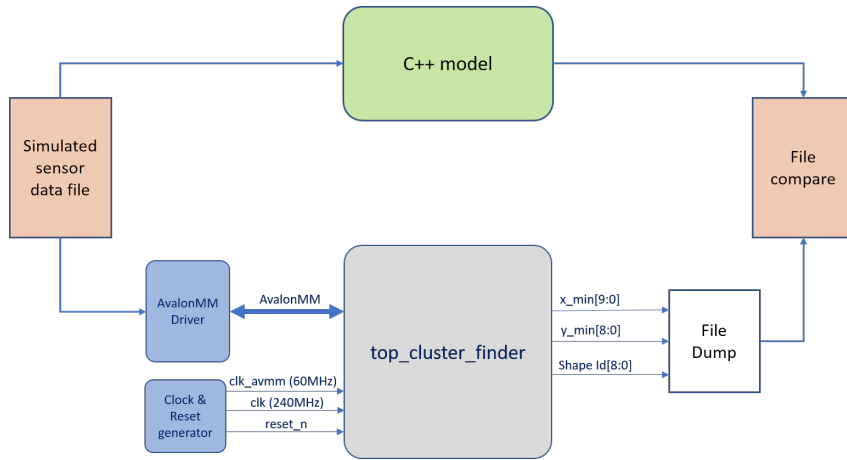 C++ model
Simulated
sensor
data file
File
compare
AvalonMM
Driver
AvalonMM
top_cluster_finder
x_min[9:0]
y_min[8:0]
Shape Id[8:0]
File
Dump
Clock &
Reset
generator
clk_avmm (60MHz)
clk (240MHz)
reset_n